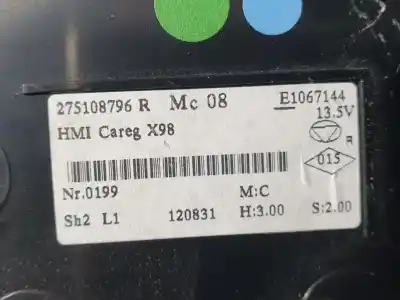 275108796 R Mc 08 E1067144
13.5V
HMI Careg X98
R
015
Nr.0199 M:C
Sh2 L1 120831 H:3.00 S:2.00